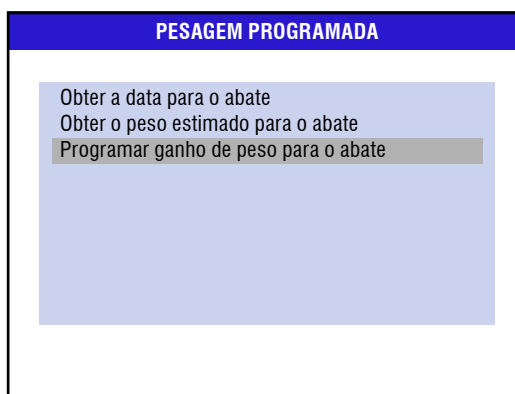 PESAGEM PROGRAMADA
Obter a data para o abate
Obter o peso estimado para o abate
Programar ganho de peso para o abate